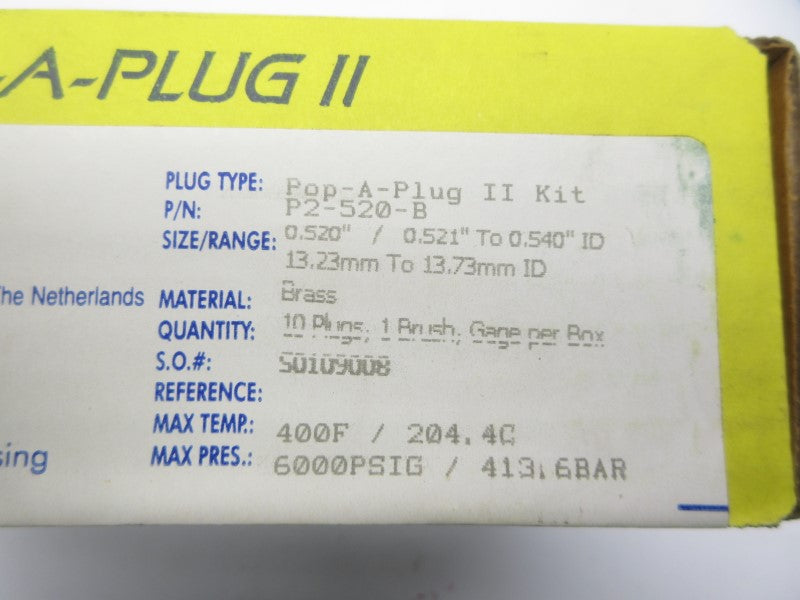 -A-PLUG II
PLUG TYPE: Pop-A-Plug II Kit
P/N: P2-520-B
SIZE/RANGE: 0.520" / 0.521" To 0.540" ID
13.23mm To 13.73mm ID
The Netherlands
MATERIAL: Brass
QUANTITY: 10 Plugs, 1 Brush, Gage per Box
S.O.#: S0109008
REFERENCE:
MAX TEMP.: 400F / 204.4C
sing
MAX PRES.: 6000PSIG / 413.6BAR